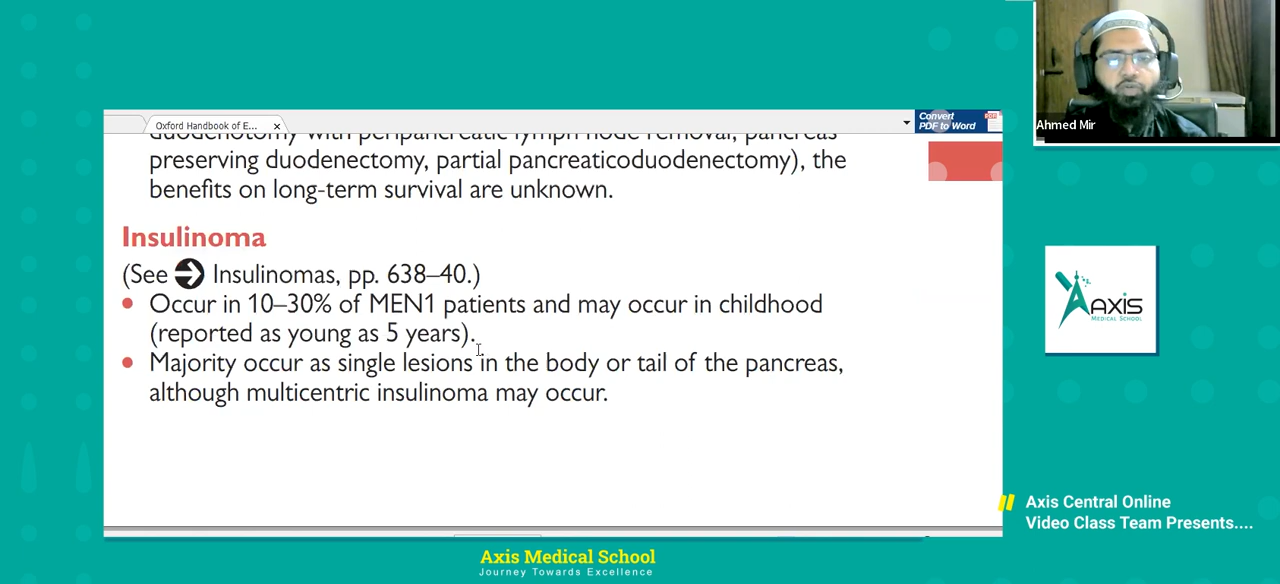 Oxford Handbook of E...
Convert
PDF to Word
duodenotomy with peripancreatic lymph node removal, pancreas
preserving duodenectomy, partial pancreaticoduodenectomy), the
benefits on long-term survival are unknown.
Insulinoma
(See Insulinomas, pp. 638–40.)
• Occur in 10–30% of MEN1 patients and may occur in childhood
(reported as young as 5 years).
• Majority occur as single lesions in the body or tail of the pancreas,
although multicentric insulinoma may occur.
Ahmed Mir
AXIS
MEDICAL SCHOOL
Axis Central Online
Video Class Team Presents....
Axis Medical School
Journey Towards Excellence